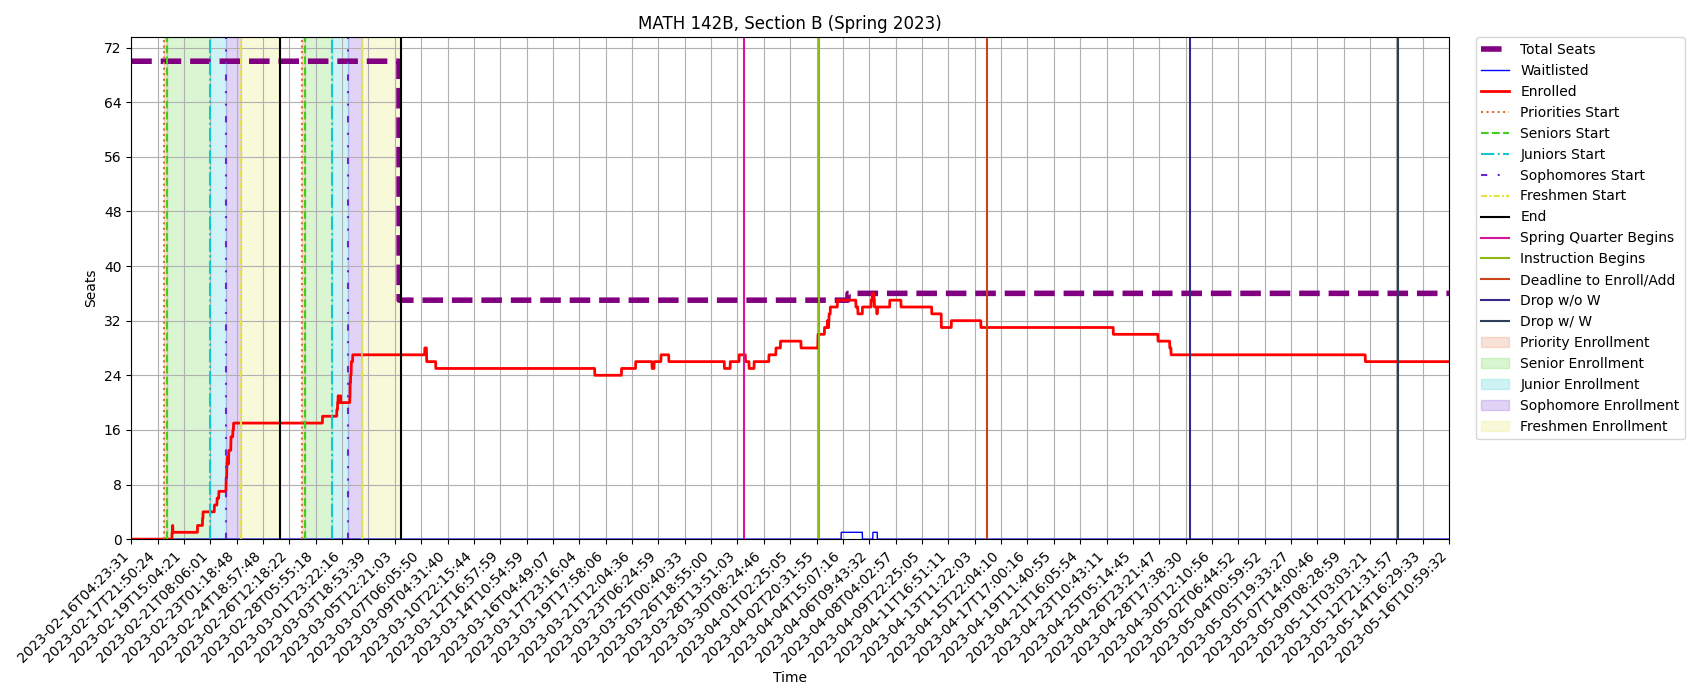 MATH 142B, Section B (Spring 2023)
72
64
56
48
40
32
24
16
8
0
Seats
2023-02-16T04:23:31
2023-02-17T21:50:24
2023-02-19T15:04:21
2023-02-21T08:06:01
2023-02-23T01:18:48
2023-02-24T18:57:48
2023-02-26T12:18:22
2023-02-28T05:55:18
2023-03-01T23:22:16
2023-03-03T18:53:39
2023-03-05T12:21:03
2023-03-07T06:05:50
2023-03-09T04:31:40
2023-03-10T22:15:44
2023-03-12T16:57:59
2023-03-14T10:54:59
2023-03-16T04:49:07
2023-03-17T23:16:04
2023-03-19T17:58:06
2023-03-21T12:04:36
2023-03-23T06:24:59
2023-03-25T00:40:33
2023-03-26T18:55:00
2023-03-28T13:51:03
2023-03-30T08:24:46
2023-04-01T02:25:05
2023-04-02T20:31:55
2023-04-04T15:07:16
2023-04-06T09:43:32
2023-04-08T04:02:57
2023-04-09T22:25:05
2023-04-11T16:51:11
2023-04-13T11:22:03
2023-04-15T22:04:10
2023-04-17T17:00:16
2023-04-19T11:40:55
2023-04-21T16:05:54
2023-04-23T10:43:11
2023-04-25T05:14:45
2023-04-26T23:21:47
2023-04-28T17:38:30
2023-04-30T12:10:56
2023-05-02T06:44:52
2023-05-04T00:59:52
2023-05-05T19:33:27
2023-05-07T14:00:46
2023-05-09T08:28:59
2023-05-11T03:03:21
2023-05-12T21:31:57
2023-05-14T16:29:33
2023-05-16T10:59:32
Time
Total Seats
Waitlisted
Enrolled
Priorities Start
Seniors Start
Juniors Start
Sophomores Start
Freshmen Start
End
Spring Quarter Begins
Instruction Begins
Deadline to Enroll/Add
Drop w/o W
Drop w/ W
Priority Enrollment
Senior Enrollment
Junior Enrollment
Sophomore Enrollment
Freshmen Enrollment